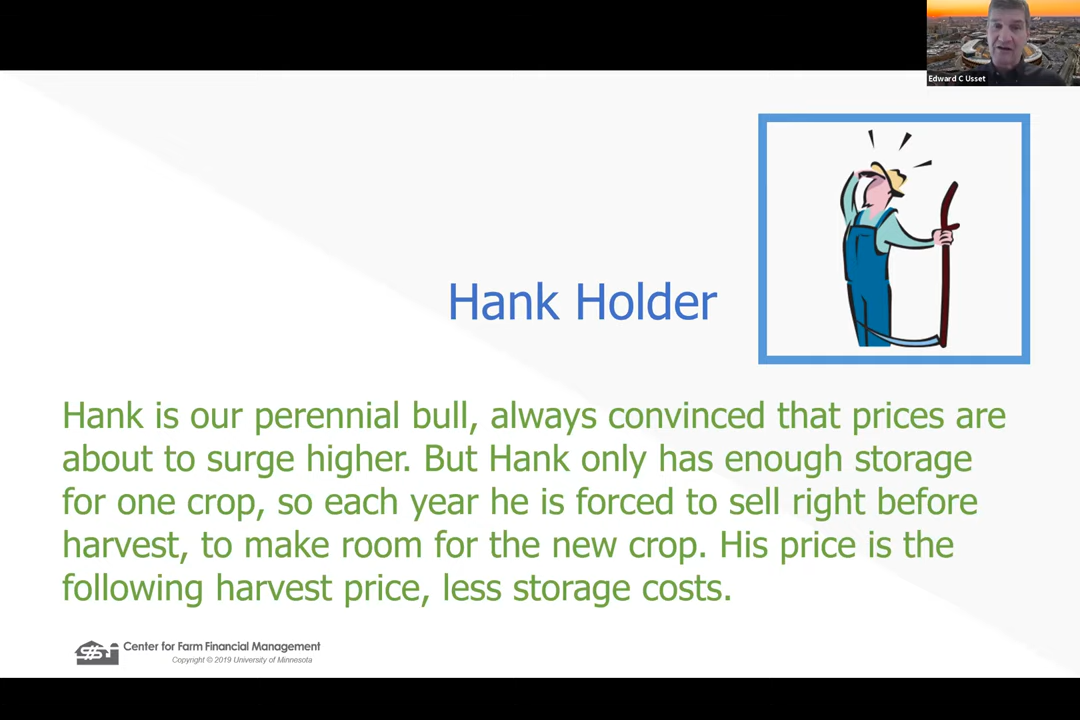 Edward C Usset
Hank Holder
Hank is our perennial bull, always convinced that prices are
about to surge higher. But Hank only has enough storage
for one crop, so each year he is forced to sell right before
harvest, to make room for the new crop. His price is the
following harvest price, less storage costs.
Center for Farm Financial Management
Copyright © 2019 University of Minnesota